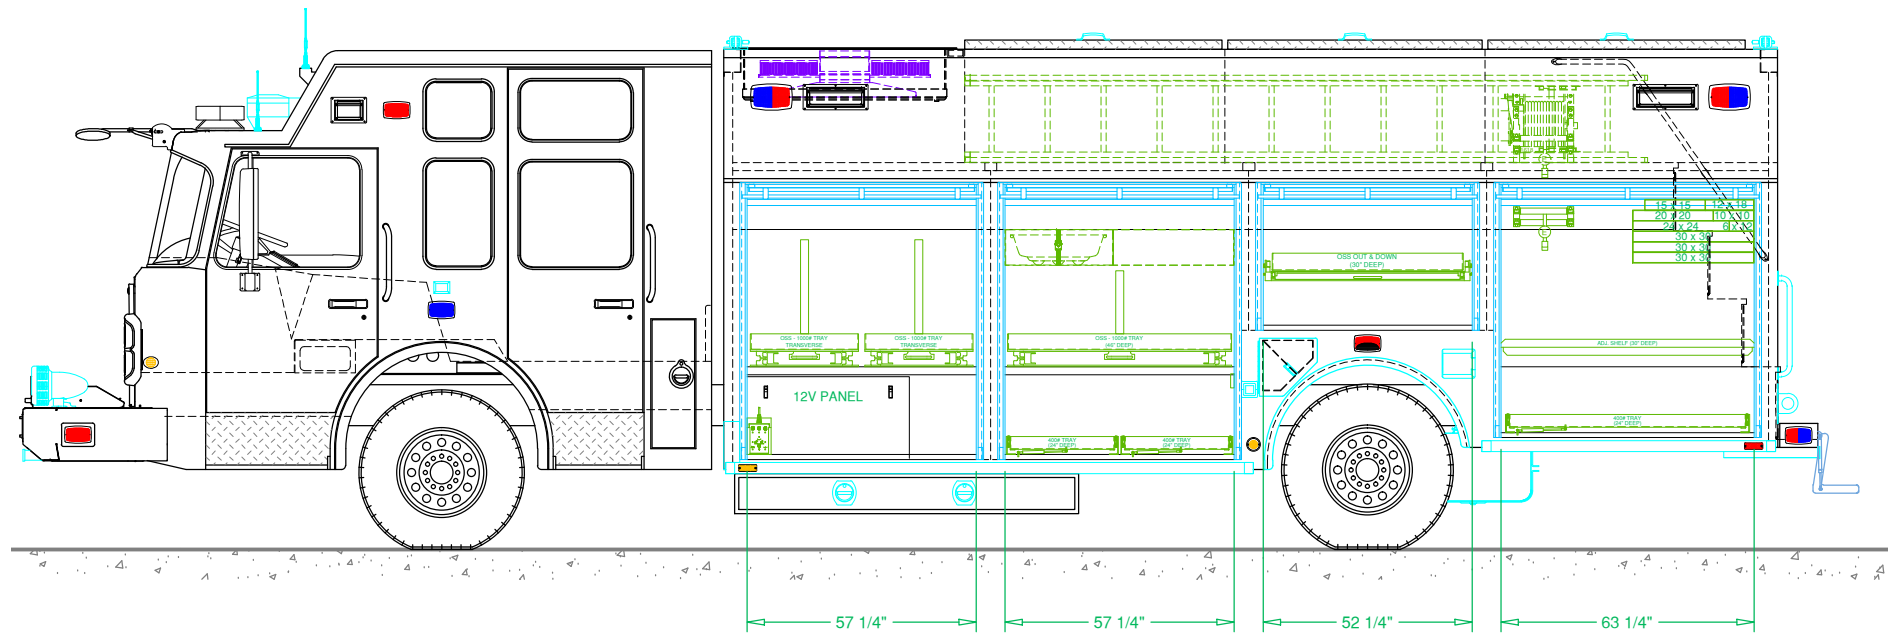 15 x 15 12 x 18
20 x 20 10 x 10
24 x 24 6 x 12
30 x 30
30 x 30
30 x 30
OSS OUT & DOWN
(30" DEEP)
OSS - 1000# TRAY
TRANSVERSE
OSS - 1000# TRAY
TRANSVERSE
OSS - 1000# TRAY
(46" DEEP)
ADJ. SHELF (30" DEEP)
12V PANEL
400# TRAY
(24" DEEP)
400# TRAY
(24" DEEP)
400# TRAY
(24" DEEP)
57 1/4"
57 1/4"
52 1/4"
63 1/4"